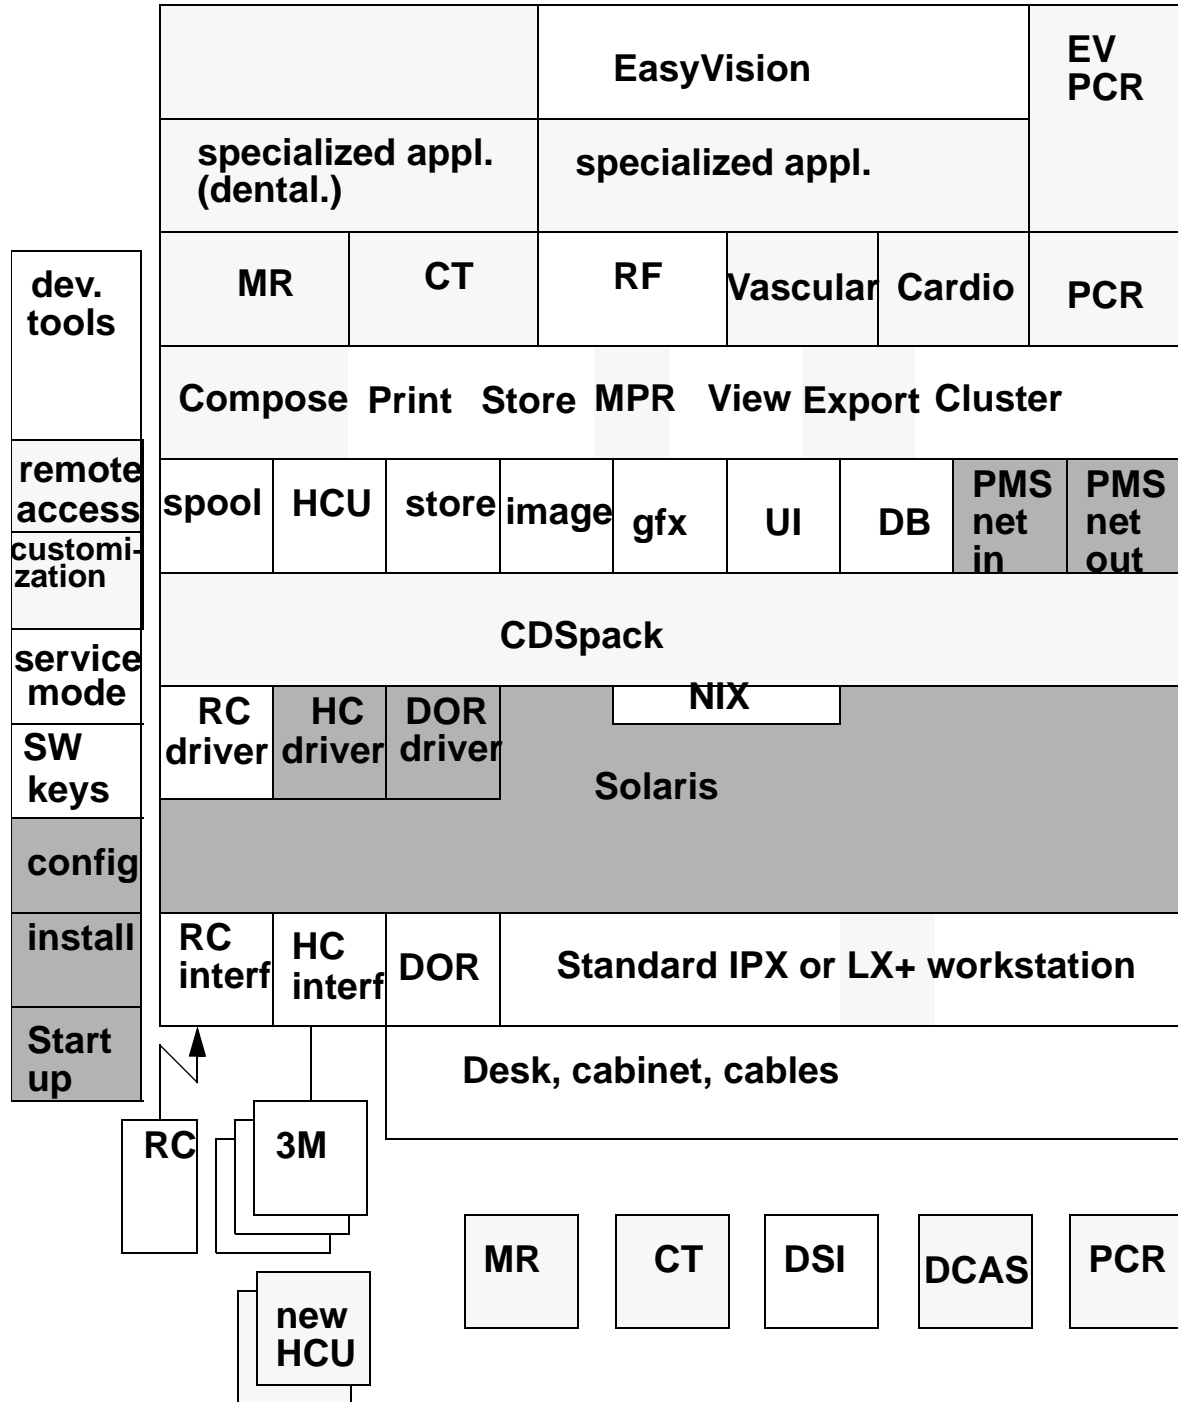 EasyVision
EV
PCR
specialized appl.
(dental.)
specialized appl.
MR
CT
RF
Vascular
Cardio
PCR
Compose
Print
Store
MPR
View
Export
Cluster
spool
HCU
store
image
gfx
UI
DB
PMS
net
in
PMS
net
out
CDSpack
NIX
RC
driver
HC
driver
DOR
driver
Solaris
RC
interf
HC
interf
DOR
Standard IPX or LX+ workstation
Desk, cabinet, cables
dev.
tools
remote
access
customi-
zation
service
mode
SW
keys
config
install
Start
up
RC
3M
new
HCU
MR
CT
DSI
DCAS
PCR